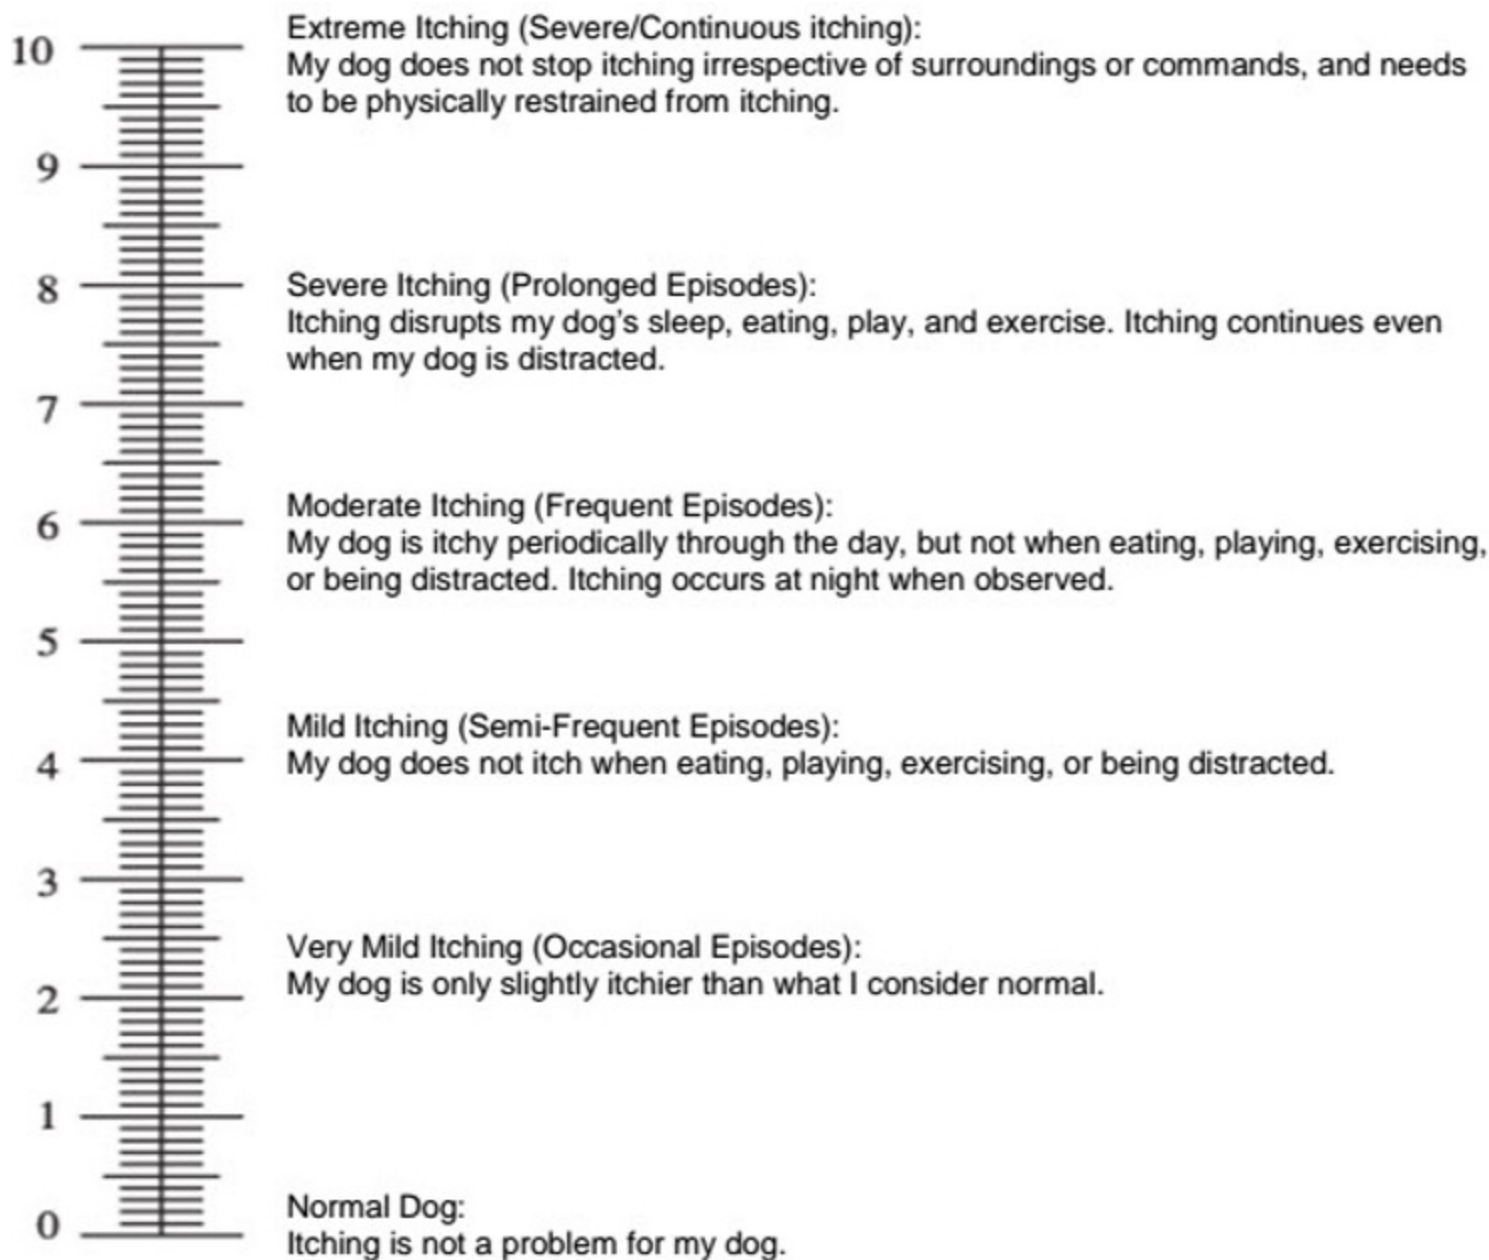 10
Extreme Itching (Severe/Continuous itching):
My dog does not stop itching irrespective of surroundings or commands, and needs
to be physically restrained from itching.
9
8
Severe Itching (Prolonged Episodes):
Itching disrupts my dog's sleep, eating, play, and exercise. Itching continues even
when my dog is distracted.
7
6
Moderate Itching (Frequent Episodes):
My dog is itchy periodically through the day, but not when eating, playing, exercising,
or being distracted. Itching occurs at night when observed.
5
Mild Itching (Semi-Frequent Episodes):
4
My dog does not itch when eating, playing, exercising, or being distracted.
3
Very Mild Itching (Occasional Episodes):
2
My dog is only slightly itchier than what I consider normal.
1
Normal Dog:
0
Itching is not a problem for my dog.